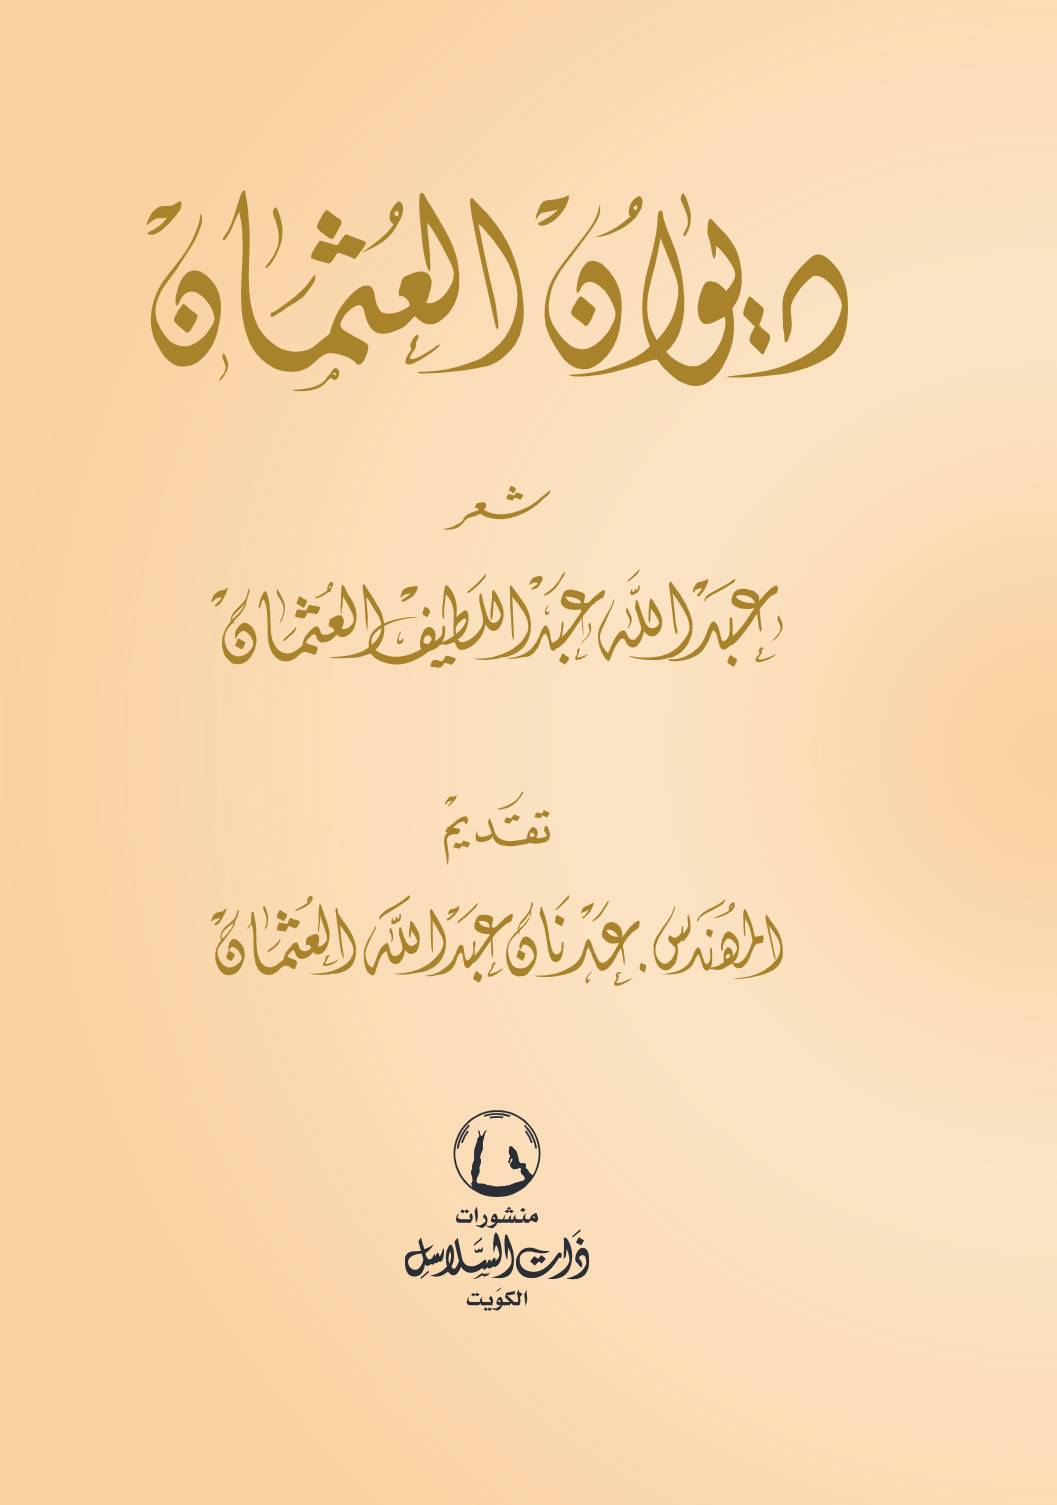 ديوان العثمان
شعر
عبدالله عبداللطيف العثمان
تقديم
المهندس. عدنان عبدالله العثمان
منشورات
ذات السلاسل
الكويت